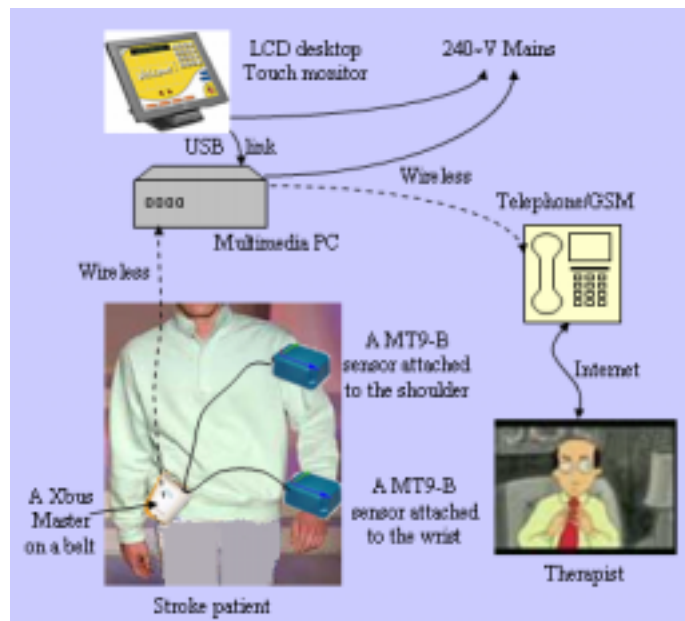 LCD desktop
Touch monitor
240-V Mains
USB link
Wireless
Telephone/GSM
Multimedia PC
Wireless
A MT9-B
sensor attached
to the shoulder
Internet
A Xbus
Master
on a belt
A MT9-B
sensor attached
to the wrist
Therapist
Stroke patient